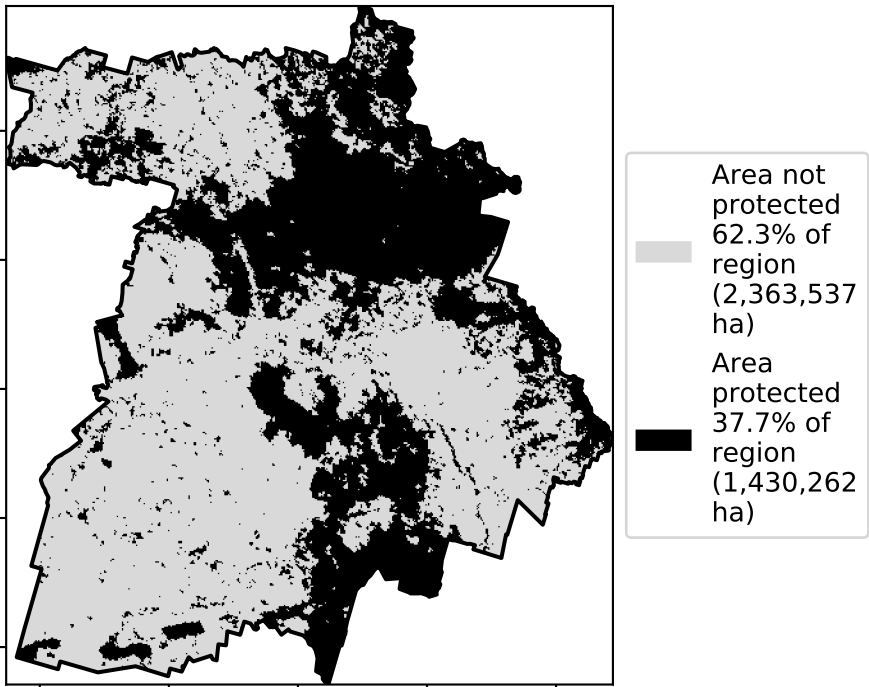 Area not
protected
62.3% of
region
(2,363,537
ha)
Area
protected
37.7% of
region
(1,430,262
ha)